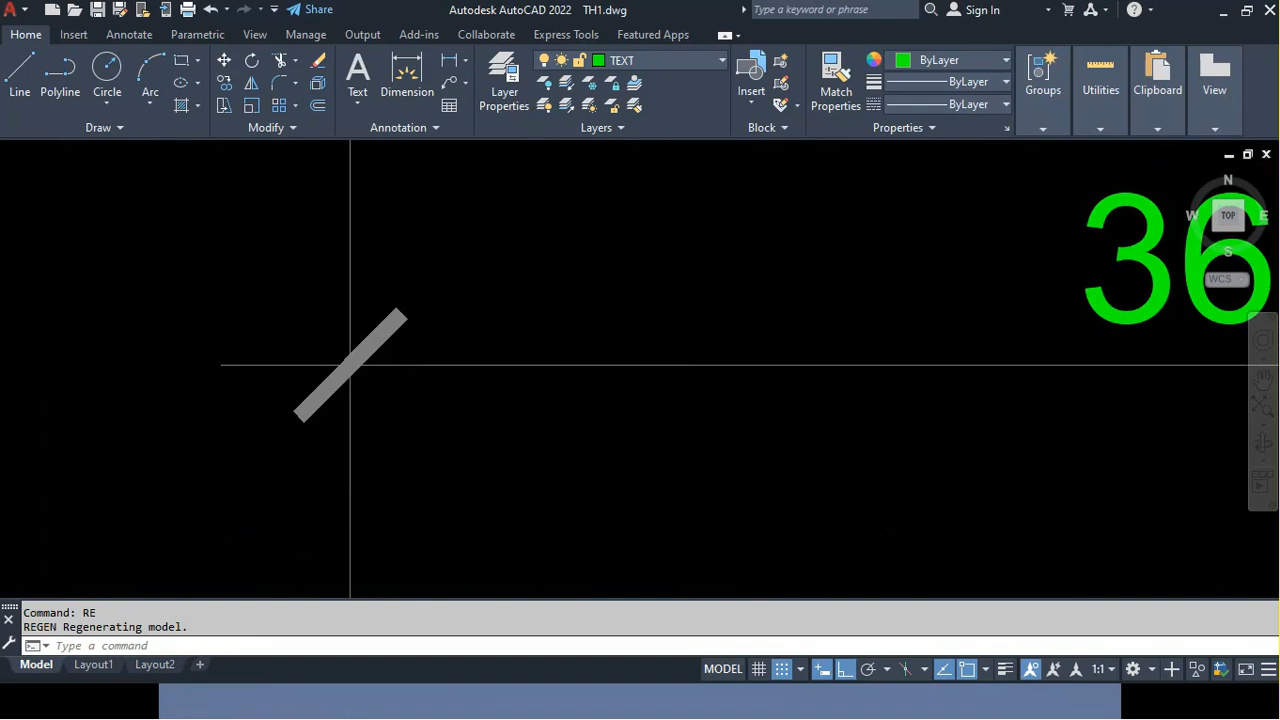 Share
Autodesk AutoCAD 2022 TH1.dwg
Type a keyword or phrase
Sign In
Home Insert Annotate Parametric View Manage Output Add-ins Collaborate Express Tools Featured Apps
TEXT
ByLayer
ByLayer
ByLayer
Line Polyline Circle Arc
Text Dimension
Layer Properties
Insert
Match Properties
Groups Utilities Clipboard View
Draw Modify Annotation Layers Block Properties
N
W TOP E
S
WCS
36
Command: RE
REGEN Regenerating model.
Type a command
Model Layout1 Layout2 +
MODEL 1:1